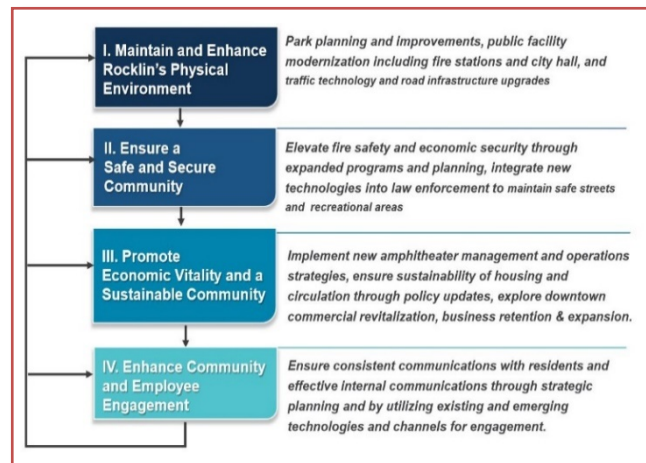 I. Maintain and Enhance
Rocklin's Physical
Environment
Park planning and improvements, public facility
modernization including fire stations and city hall, and
traffic technology and road infrastructure upgrades
II. Ensure a
Safe and Secure
Community
Elevate fire safety and economic security through
expanded programs and planning, integrate new
technologies into law enforcement to maintain safe streets
and recreational areas
III. Promote
Economic Vitality and a
Sustainable Community
Implement new amphitheater management and operations
strategies, ensure sustainability of housing and
circulation through policy updates, explore downtown
commercial revitalization, business retention & expansion.
IV. Enhance Community
and Employee
Engagement
Ensure consistent communications with residents and
effective internal communications through strategic
planning and by utilizing existing and emerging
technologies and channels for engagement.